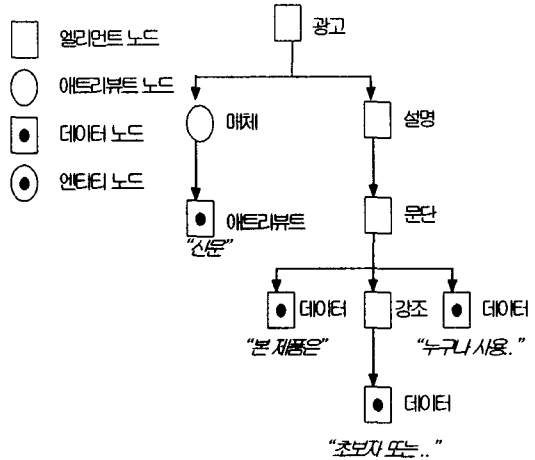 엘리먼트 노드
애트리뷰트 노드
데이터 노드
엔티티 노드
광고
매체
설명
애트리뷰트
"신문"
문단
데이터
강조
데이터
"본 제품은"
"누구나 사용.."
데이터
"초보자 또는.."